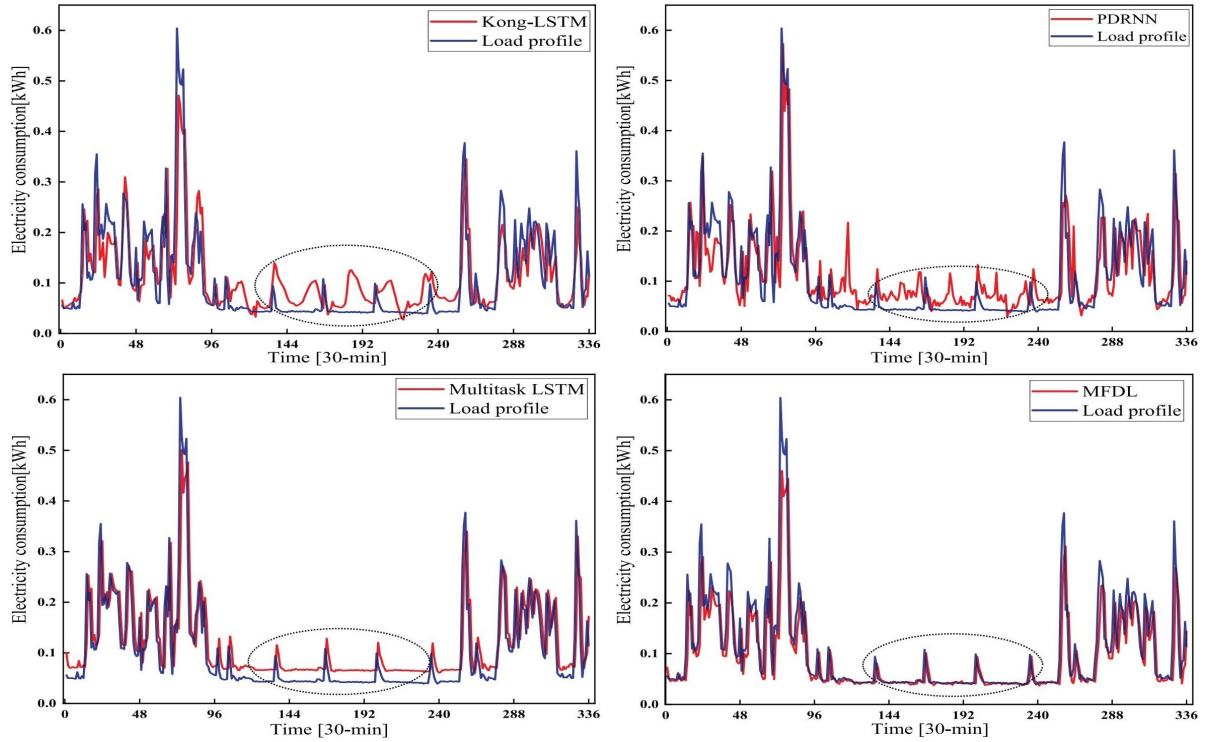 Kong-LSTM
Load profile
Electricity consumption[kWh]
0.6
0.5
0.4
0.3
0.2
0.1
0.0
0 48 96 144 192 240 288 336
Time [30-min]
PDRNN
Load profile
Electricity consumption[kWh]
0.6
0.5
0.4
0.3
0.2
0.1
0.0
0 48 96 144 192 240 288 336
Time [30-min]
Multitask LSTM
Load profile
Electricity consumption[kWh]
0.6
0.5
0.4
0.3
0.2
0.1
0.0
0 48 96 144 192 240 288 336
Time [30-min]
MFDL
Load profile
Electricity consumption[kWh]
0.6
0.5
0.4
0.3
0.2
0.1
0.0
0 48 96 144 192 240 288 336
Time [30-min]